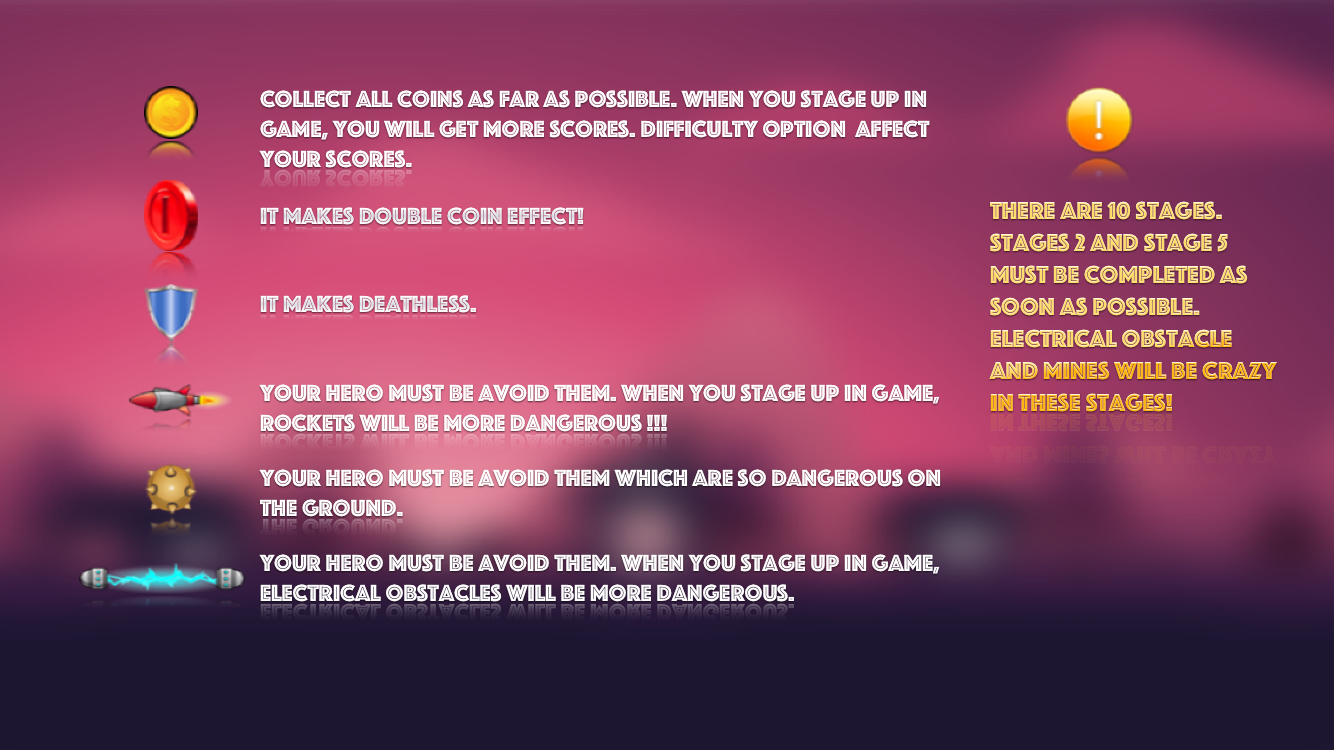 COLLECT ALL COINS AS FAR AS POSSIBLE. WHEN YOU STAGE UP IN
GAME, YOU WILL GET MORE SCORES. DIFFICULTY OPTION AFFECT
YOUR SCORES.
IT MAKES DOUBLE COIN EFFECT!
IT MAKES DEATHLESS.
YOUR HERO MUST BE AVOID THEM. WHEN YOU STAGE UP IN GAME,
ROCKETS WILL BE MORE DANGEROUS !!!
YOUR HERO MUST BE AVOID THEM WHICH ARE SO DANGEROUS ON
THE GROUND.
YOUR HERO MUST BE AVOID THEM. WHEN YOU STAGE UP IN GAME,
ELECTRICAL OBSTACLES WILL BE MORE DANGEROUS.
!
THERE ARE 10 STAGES.
STAGES 2 AND STAGE 5
MUST BE COMPLETED AS
SOON AS POSSIBLE.
ELECTRICAL OBSTACLE
AND MINES WILL BE CRAZY
IN THESE STAGES!